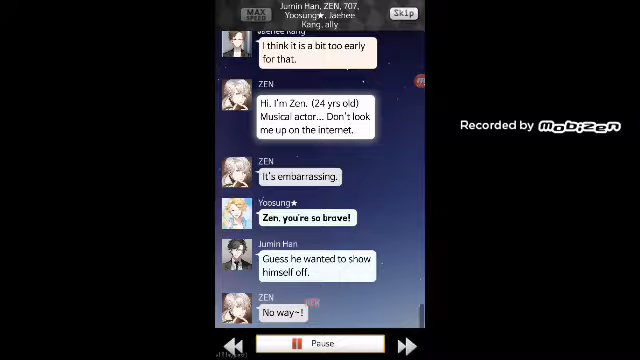 MAX
SPEED
Jumin Han, ZEN, 707,
Yoosung★, Jaehee
Kang, ally
Skip
Jaehee Kang
I think it is a bit too early
for that.
ZEN
Hi. I'm Zen. (24 yrs old)
Musical actor... Don't look
me up on the internet.
ZEN
It's embarrassing.
Yoosung★
Zen, you're so brave!
Jumin Han
Guess he wanted to show
himself off.
ZEN
No way~!
Pause
Recorded by mobizen